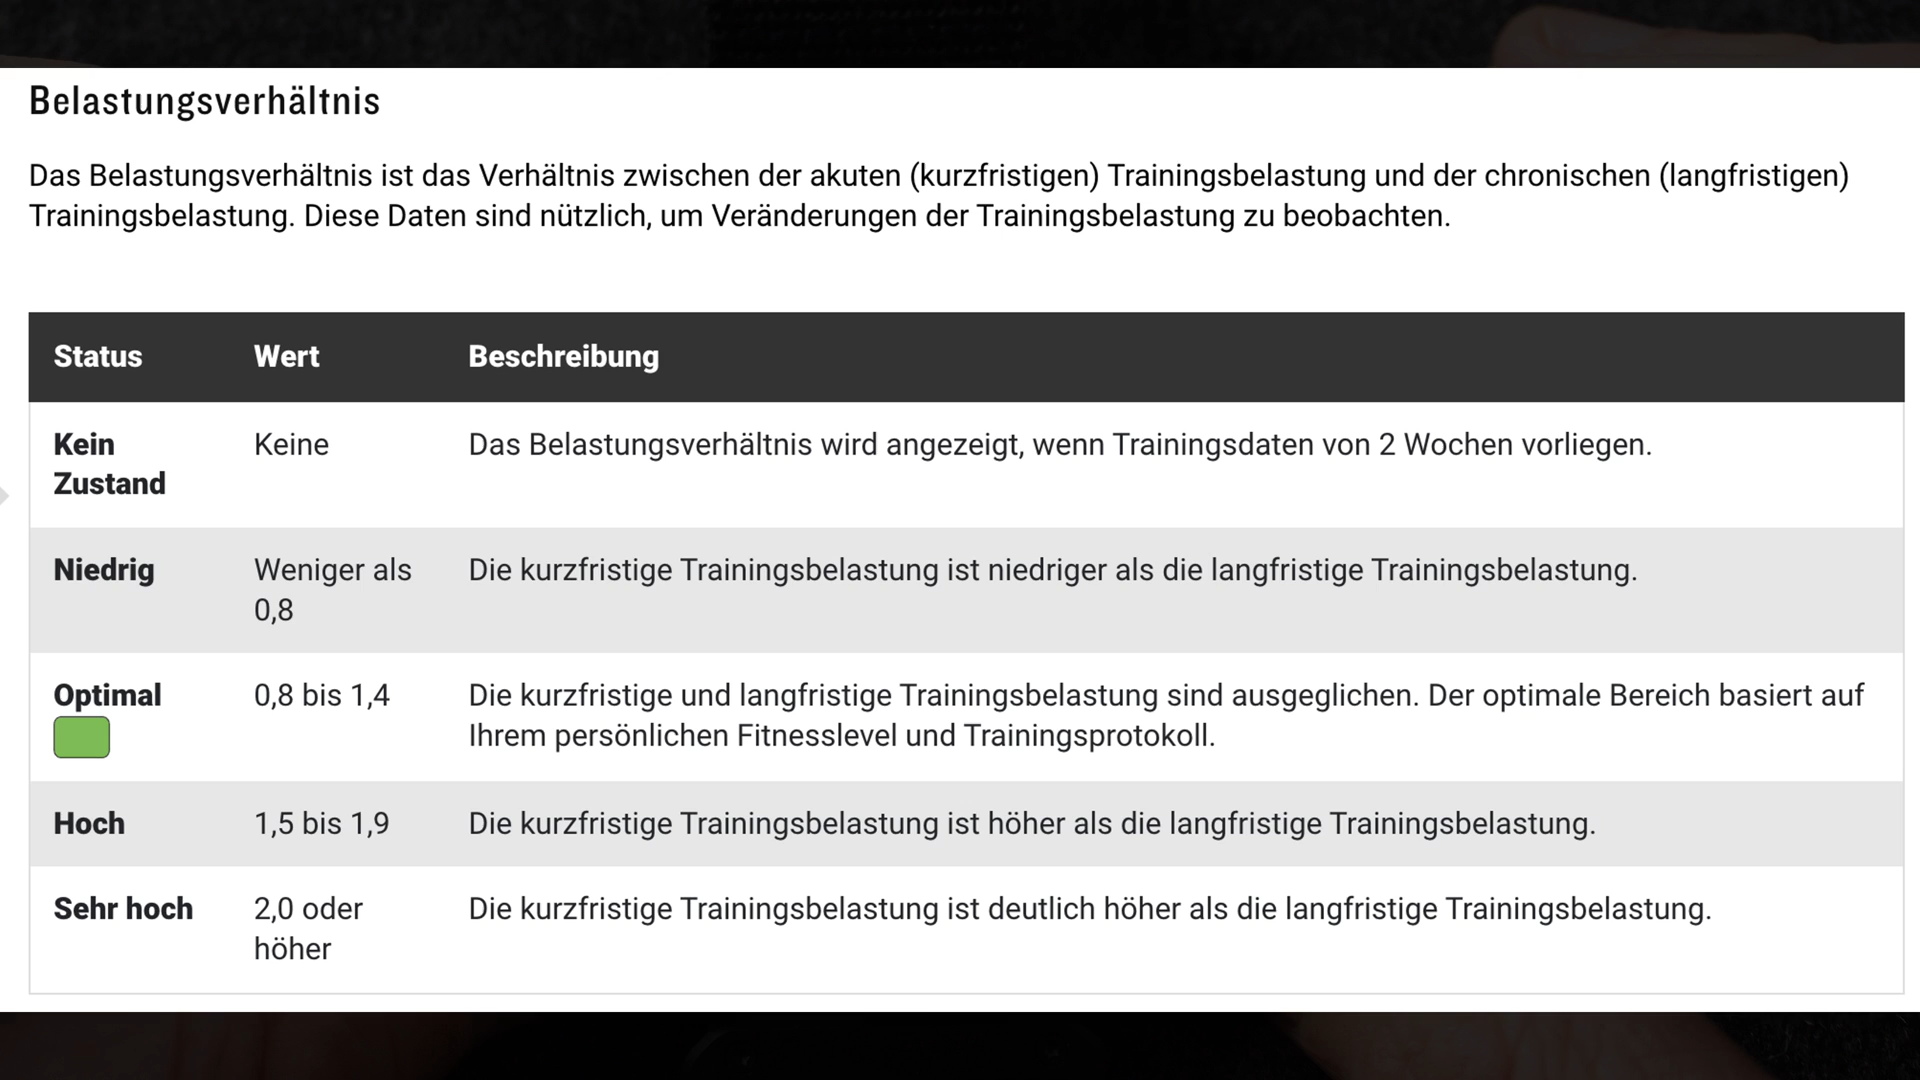 Belastungsverhältnis
Das Belastungsverhältnis ist das Verhältnis zwischen der akuten (kurzfristigen) Trainingsbelastung und der chronischen (langfristigen)
Trainingsbelastung. Diese Daten sind nützlich, um Veränderungen der Trainingsbelastung zu beobachten.
Status Wert Beschreibung
Kein Keine Das Belastungsverhältnis wird angezeigt, wenn Trainingsdaten von 2 Wochen vorliegen.
Zustand
Niedrig Weniger als Die kurzfristige Trainingsbelastung ist niedriger als die langfristige Trainingsbelastung.
0,8
Optimal 0,8 bis 1,4 Die kurzfristige und langfristige Trainingsbelastung sind ausgeglichen. Der optimale Bereich basiert auf
Ihrem persönlichen Fitnesslevel und Trainingsprotokoll.
Hoch 1,5 bis 1,9 Die kurzfristige Trainingsbelastung ist höher als die langfristige Trainingsbelastung.
Sehr hoch 2,0 oder Die kurzfristige Trainingsbelastung ist deutlich höher als die langfristige Trainingsbelastung.
höher